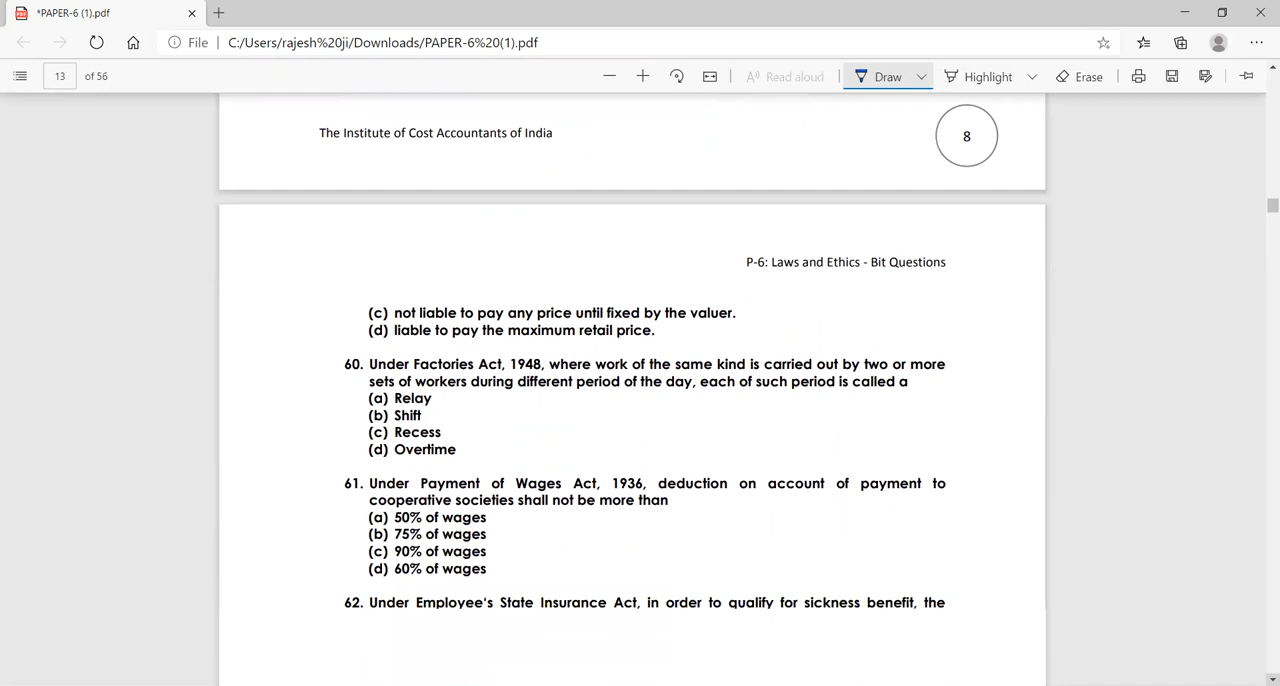 *PAPER-6 (1).pdf
File | C:/Users/rajesh%20ji/Downloads/PAPER-6%20(1).pdf
13 of 56
Read aloud
Draw
Highlight
Erase
The Institute of Cost Accountants of India
8
P-6: Laws and Ethics - Bit Questions
(c) not liable to pay any price until fixed by the valuer.
(d) liable to pay the maximum retail price.
60. Under Factories Act, 1948, where work of the same kind is carried out by two or more
sets of workers during different period of the day, each of such period is called a
(a) Relay
(b) Shift
(c) Recess
(d) Overtime
61. Under Payment of Wages Act, 1936, deduction on account of payment to
cooperative societies shall not be more than
(a) 50% of wages
(b) 75% of wages
(c) 90% of wages
(d) 60% of wages
62. Under Employee's State Insurance Act, in order to qualify for sickness benefit, the